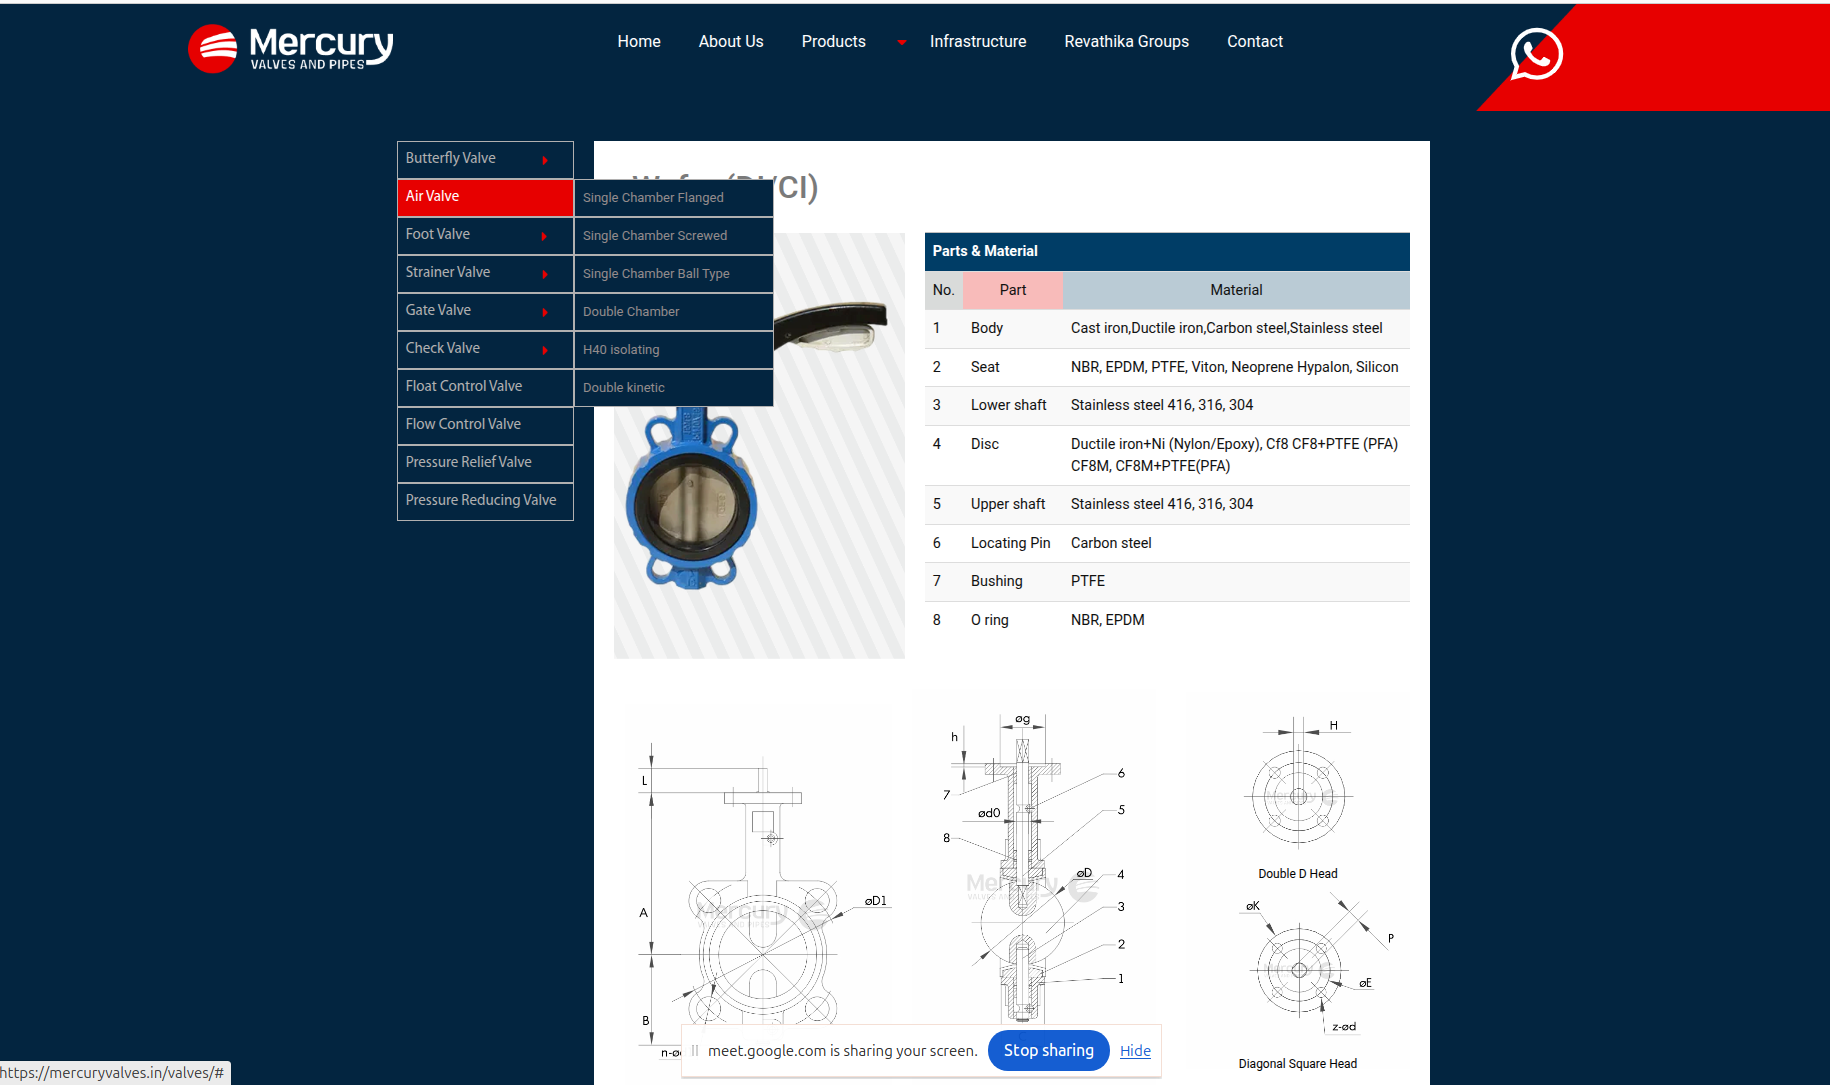 Mercury
VALVES AND PIPES
Home
About Us
Products
Infrastructure
Revathika Groups
Contact
Butterfly Valve
Air Valve
Foot Valve
Strainer Valve
Gate Valve
Check Valve
Float Control Valve
Flow Control Valve
Pressure Relief Valve
Pressure Reducing Valve
Single Chamber Flanged
Single Chamber Screwed
Single Chamber Ball Type
Double Chamber
H40 isolating
Double kinetic
Parts & Material
No. Part Material
1 Body Cast iron,Ductile iron,Carbon steel,Stainless steel
2 Seat NBR, EPDM, PTFE, Viton, Neoprene Hypalon, Silicon
3 Lower shaft Stainless steel 416, 316, 304
4 Disc Ductile iron+Ni (Nylon/Epoxy), Cf8 CF8+PTFE (PFA)
CF8M, CF8M+PTFE(PFA)
5 Upper shaft Stainless steel 416, 316, 304
6 Locating Pin Carbon steel
7 Bushing PTFE
8 O ring NBR, EPDM
L
A
B
øD1
Mercury
VALVES AND PIPES
øg
h
7
ød0
8
6
5
øD
4
3
2
1
H
Double D Head
øK
P
øE
z-ød
Diagonal Square Head
meet.google.com is sharing your screen.
Stop sharing
Hide
https://mercuryvalves.in/valves/#